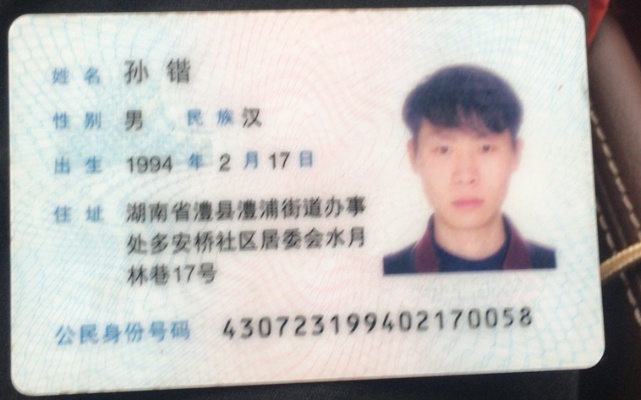 姓名 孙锴
性别 男 民族 汉
出生 1994 年 2 月 17 日
住址 湖南省澧县澧浦街道办事
处多安桥社区居委会水月
林巷17号
公民身份号码 430723199402170058